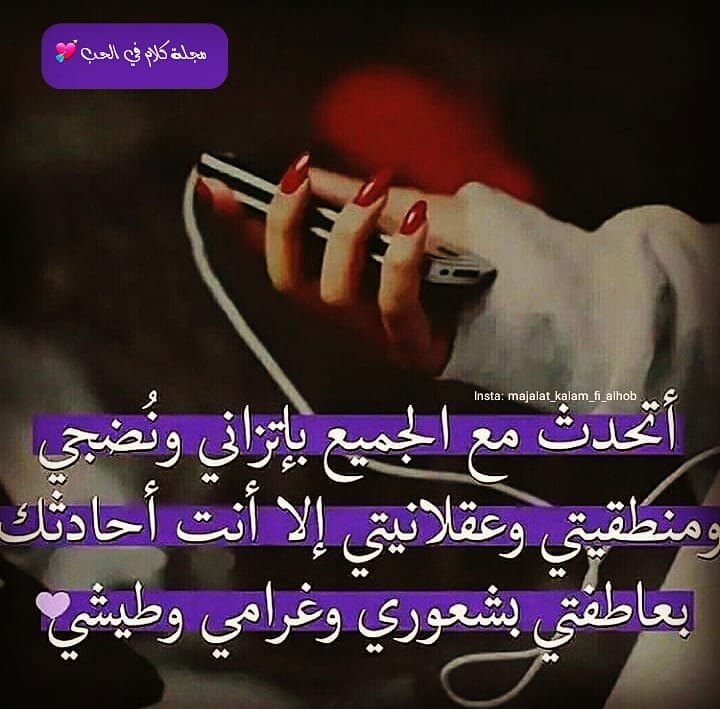 مجلة كلام في الحب
Insta: majalat_kalam_fi_alhob
أتحدث مع الجميع بإتزاني ونُضجي
ومنطقيتي وعقلانيتي إلا أنت أحادثك
بعاطفتي بشعوري وغرامي وطيشي